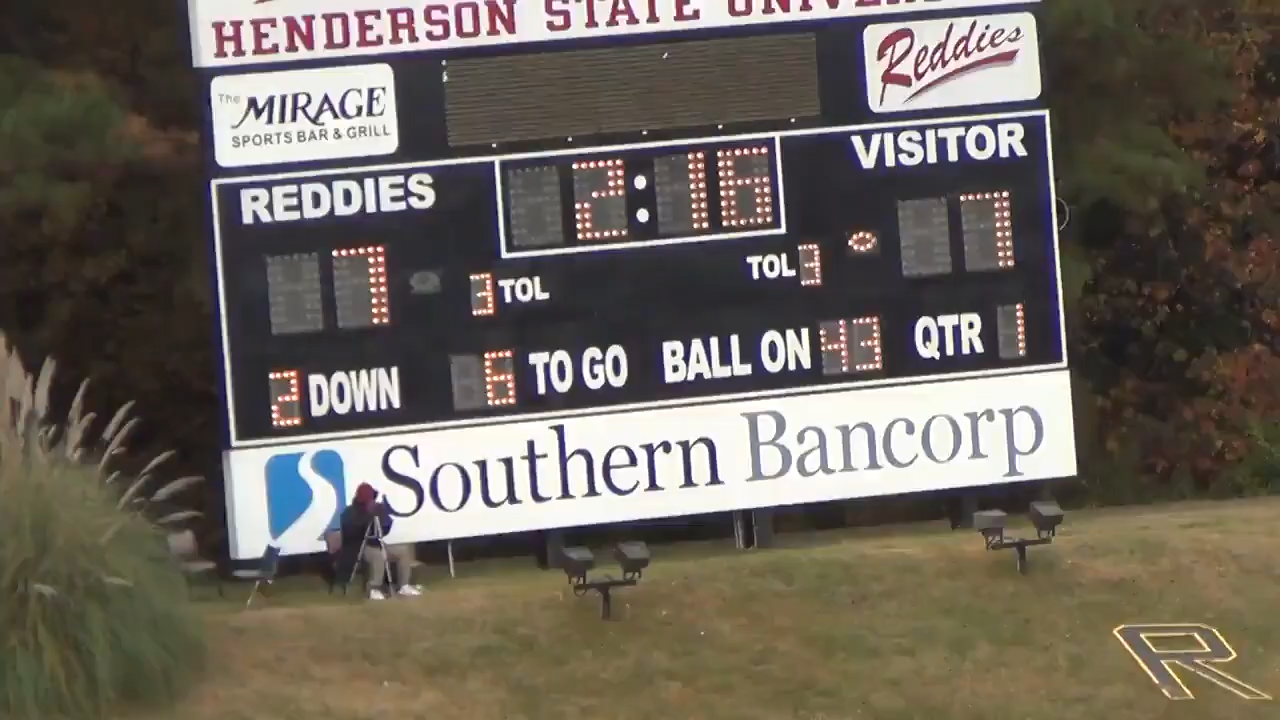 HENDERSON STATE UNIVERSITY
The MIRAGE
SPORTS BAR & GRILL
Reddies
REDDIES
2:16
VISITOR
7
3 TOL
TOL 3
7
2 DOWN
6 TO GO
BALL ON 43
QTR 1
Southern Bancorp
R